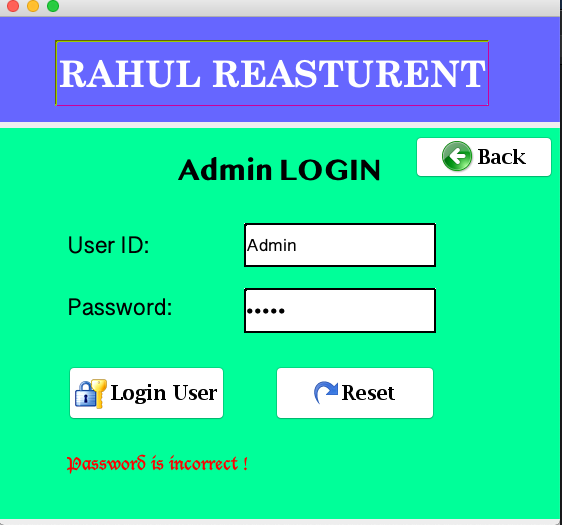 RAHUL REASTURENT
Back
Admin LOGIN
User ID:
Admin
Password:
•••••
Login User
Reset
Password is incorrect !